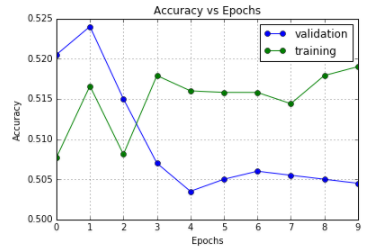 Accuracy vs Epochs
0.525
0.520
0.515
0.510
0.505
0.500
Accuracy
validation
training
0 1 2 3 4 5 6 7 8 9
Epochs